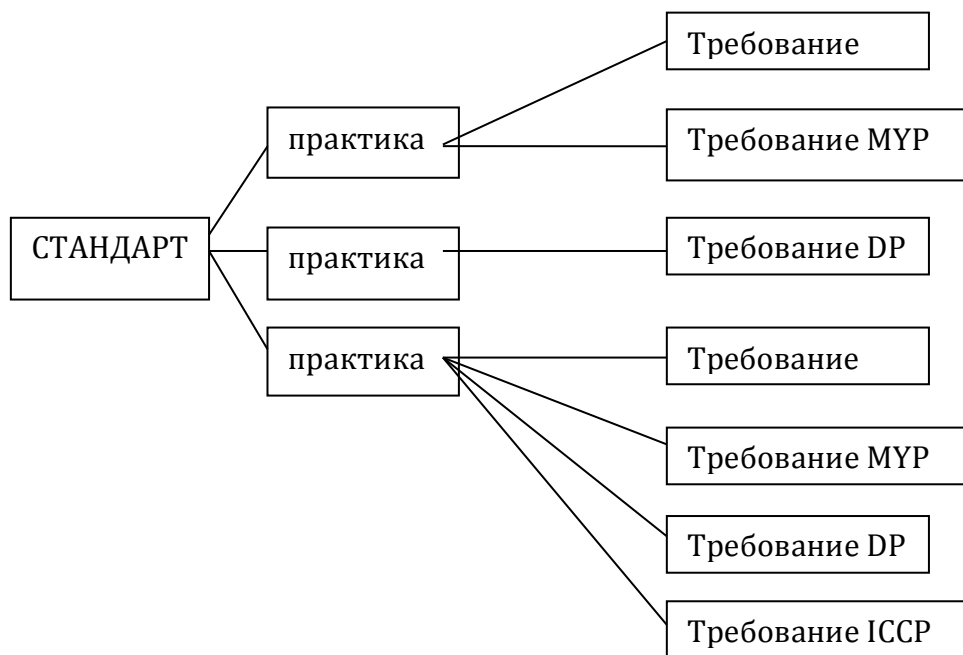 Требование
практика
Требование MYP
СТАНДАРТ
практика
Требование DP
практика
Требование
Требование MYP
Требование DP
Требование ICCP